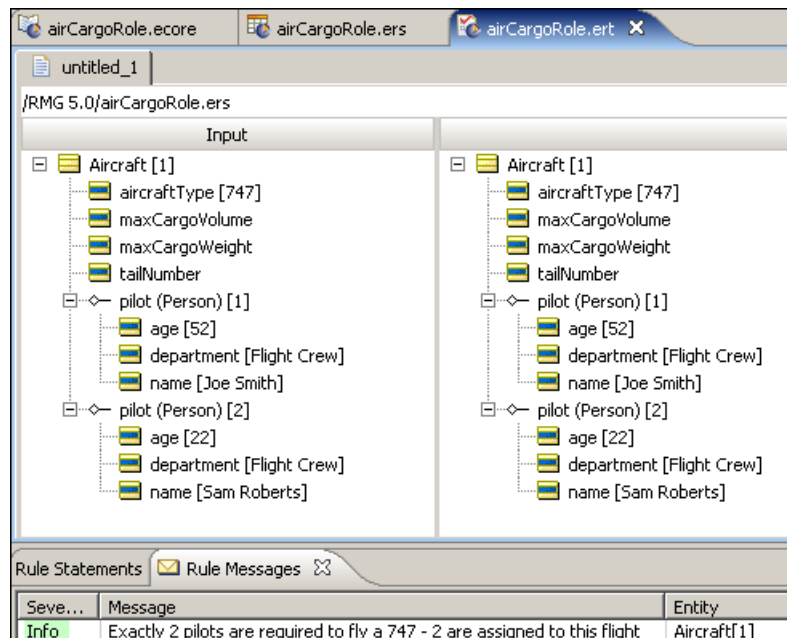 airCargoRole.ecore airCargoRole.ers airCargoRole.ert
untitled_1
/RMG 5.0/airCargoRole.ers
Input
Aircraft [1] Aircraft [1]
aircraftType [747] aircraftType [747]
maxCargoVolume maxCargoVolume
maxCargoWeight maxCargoWeight
tailNumber tailNumber
pilot (Person) [1] pilot (Person) [1]
age [52] age [52]
department [Flight Crew] department [Flight Crew]
name [Joe Smith] name [Joe Smith]
pilot (Person) [2] pilot (Person) [2]
age [22] age [22]
department [Flight Crew] department [Flight Crew]
name [Sam Roberts] name [Sam Roberts]
Rule Statements Rule Messages
Seve... Message Entity
Info Exactly 2 pilots are required to fly a 747 - 2 are assigned to this flight Aircraft[1]